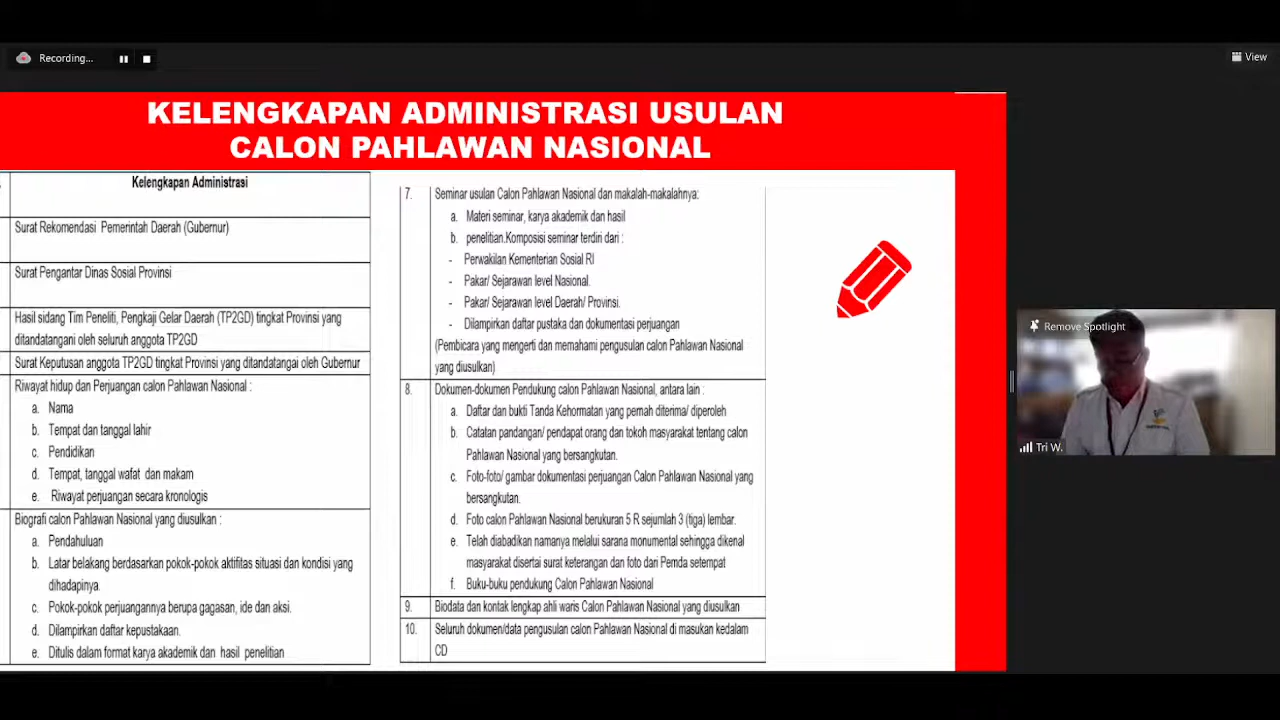 Recording...
View
KELENGKAPAN ADMINISTRASI USULAN
CALON PAHLAWAN NASIONAL
Kelengkapan Administrasi
Surat Rekomendasi Pemerintah Daerah (Gubernur)
Surat Pengantar Dinas Sosial Provinsi
Hasil sidang Tim Peneliti, Pengkaji Gelar Daerah (TP2GD) tingkat Provinsi yang
ditandatangani oleh seluruh anggota TP2GD
Surat Keputusan anggota TP2GD tingkat Provinsi yang ditandatangai oleh Gubernur
Riwayat hidup dan Perjuangan calon Pahlawan Nasional :
a. Nama
b. Tempat dan tanggal lahir
c. Pendidikan
d. Tempat, tanggal wafat dan makam
e. Riwayat perjuangan secara kronologis
Biografi calon Pahlawan Nasional yang diusulkan :
a. Pendahuluan
b. Latar belakang berdasarkan pokok-pokok aktifitas situasi dan kondisi yang
dihadapinya.
c. Pokok-pokok perjuangannya berupa gagasan, ide dan aksi.
d. Dilampirkan daftar kepustakaan.
e. Ditulis dalam format karya akademik dan hasil penelitian
7. Seminar usulan Calon Pahlawan Nasional dan makalah-makalahnya:
a. Materi seminar, karya akademik dan hasil
b. penelitian.Komposisi seminar terdiri dari :
- Perwakilan Kementerian Sosial RI
- Pakar/ Sejarawan level Nasional.
- Pakar/ Sejarawan level Daerah/ Provinsi.
- Dilampirkan daftar pustaka dan dokumentasi perjuangan
(Pembicara yang mengerti dan memahami pengusulan calon Pahlawan Nasional
yang diusulkan)
8. Dokumen-dokumen Pendukung calon Pahlawan Nasional, antara lain :
a. Daftar dan bukti Tanda Kehormatan yang pernah diterima/ diperoleh
b. Catatan pandangan/ pendapat orang dan tokoh masyarakat tentang calon
Pahlawan Nasional yang bersangkutan.
c. Foto-foto/ gambar dokumentasi perjuangan Calon Pahlawan Nasional yang
bersangkutan.
d. Foto calon Pahlawan Nasional berukuran 5 R sejumlah 3 (tiga) lembar.
e. Telah diabadikan namanya melalui sarana monumental sehingga dikenal
masyarakat disertai surat keterangan dan foto dari Pemda setempat
f. Buku-buku pendukung Calon Pahlawan Nasional
9. Biodata dan kontak lengkap ahli waris Calon Pahlawan Nasional yang diusulkan
10. Seluruh dokumen/data pengusulan calon Pahlawan Nasional di masukan kedalam
CD
Remove Spotlight
Tri W.